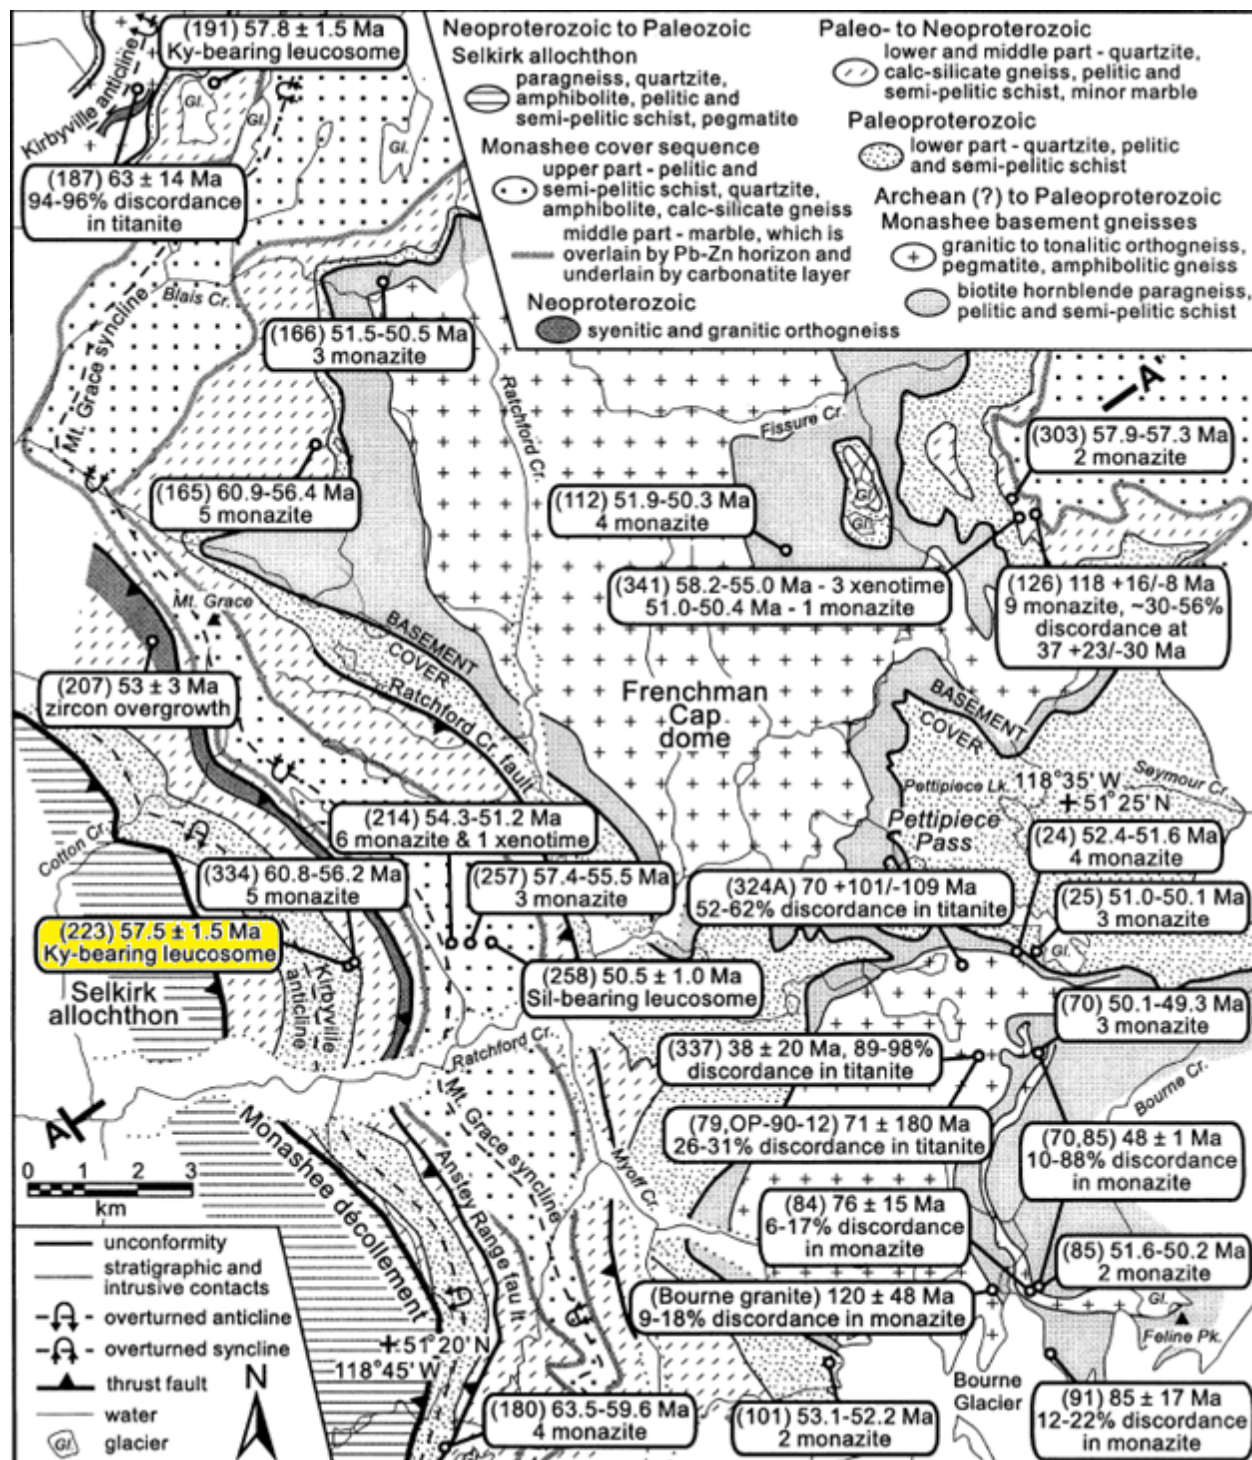 (191) 57.8 ± 1.5 Ma
Ky-bearing leucosome
Kirbyville anticline
Gl.
Gl.
Gl.
(187) 63 ± 14 Ma
94-96% discordance
in titanite
Neoproterozoic to Paleozoic
Selkirk allochthon
paragneiss, quartzite,
amphibolite, pelitic and
semi-pelitic schist, pegmatite
Monashee cover sequence
upper part - pelitic and
semi-pelitic schist, quartzite,
amphibolite, calc-silicate gneiss
middle part - marble, which is
overlain by Pb-Zn horizon and
underlain by carbonatite layer
Neoproterozoic
syenitic and granitic orthogneiss
Paleo- to Neoproterozoic
lower and middle part - quartzite,
calc-silicate gneiss, pelitic and
semi-pelitic schist, minor marble
Paleoproterozoic
lower part - quartzite, pelitic
and semi-pelitic schist
Archean (?) to Paleoproterozoic
Monashee basement gneisses
granitic to tonalitic orthogneiss,
pegmatite, amphibolitic gneiss
biotite hornblende paragneiss,
pelitic and semi-pelitic schist
Blais Cr.
Mt. Grace syncline
(166) 51.5-50.5 Ma
3 monazite
Ratchford Cr.
Fissure Cr.
A'
(303) 57.9-57.3 Ma
2 monazite
(165) 60.9-56.4 Ma
5 monazite
(112) 51.9-50.3 Ma
4 monazite
Gl.
Gl.
(341) 58.2-55.0 Ma - 3 xenotime
51.0-50.4 Ma - 1 monazite
(126) 118 +16/-8 Ma
9 monazite, ~30-56%
discordance at
37 +23/-30 Ma
Mt. Grace
BASEMENT
COVER
Ratchford Cr. fault
(207) 53 ± 3 Ma
zircon overgrowth
Frenchman
Cap
dome
BASEMENT
COVER
Pettipiece Lk.
118°35' W
51°25' N
Seymour Cr.
Pettipiece
Pass
Cotton Cr.
(214) 54.3-51.2 Ma
6 monazite & 1 xenotime
(24) 52.4-51.6 Ma
4 monazite
(334) 60.8-56.2 Ma
5 monazite
(257) 57.4-55.5 Ma
3 monazite
(324A) 70 +101/-109 Ma
52-62% discordance in titanite
(25) 51.0-50.1 Ma
3 monazite
(223) 57.5 ± 1.5 Ma
Ky-bearing leucosome
(258) 50.5 ± 1.0 Ma
Sil-bearing leucosome
Gl.
Selkirk
allochthon
Kirbyville
anticline
(70) 50.1-49.3 Ma
3 monazite
Ratchford Cr.
(337) 38 ± 20 Ma, 89-98%
discordance in titanite
Bourne Cr.
A
Monashee décollement
Anstey Range fault
Mt. Grace syncline
Myoff Cr.
(79,OP-90-12) 71 ± 180 Ma
26-31% discordance in titanite
(70,85) 48 ± 1 Ma
10-88% discordance
in monazite
0 1 2 3
km
(84) 76 ± 15 Ma
6-17% discordance
in monazite
(85) 51.6-50.2 Ma
2 monazite
(Bourne granite) 120 ± 48 Ma
9-18% discordance in monazite
Gl.
Feline Pk.
unconformity
stratigraphic and
intrusive contacts
overturned anticline
overturned syncline
thrust fault
water
Gl. glacier
N
51°20' N
118°45' W
Bourne
Glacier
(180) 63.5-59.6 Ma
4 monazite
Gl.
(101) 53.1-52.2 Ma
2 monazite
(91) 85 ± 17 Ma
12-22% discordance
in monazite